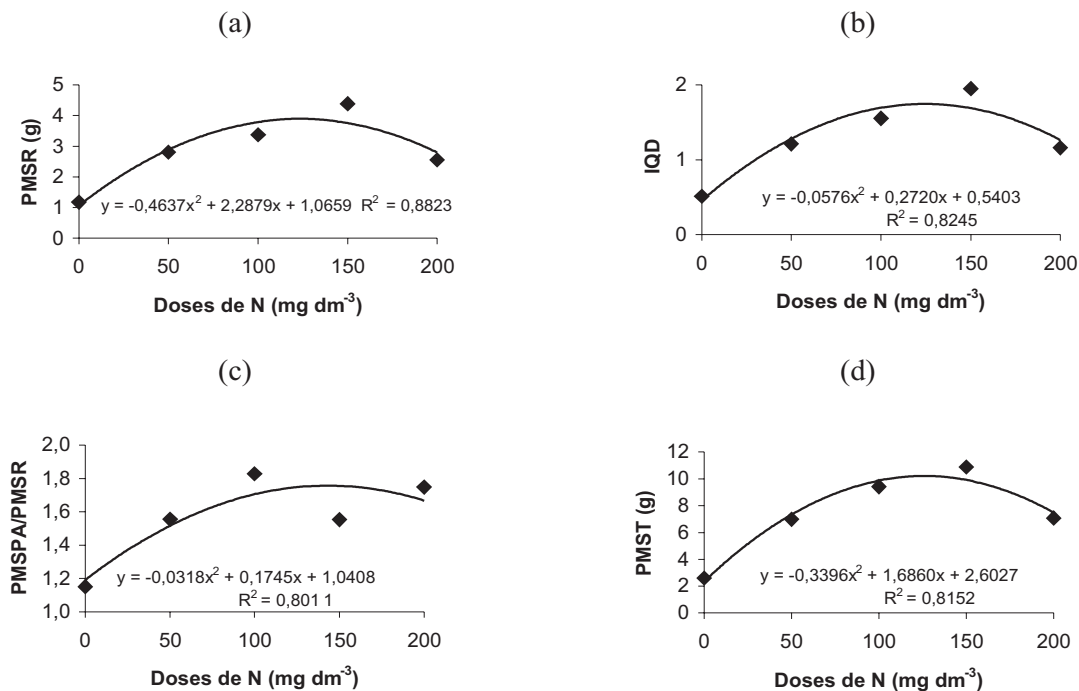 (a)
5
4
3
2
1
0
PMSR (g)
y = -0,4637x² + 2,2879x + 1,0659 R² = 0,8823
0 50 100 150 200
Doses de N (mg dm⁻³)
(b)
2
1
0
IQD
y = -0,0576x² + 0,2720x + 0,5403
R² = 0,8245
0 50 100 150 200
Doses de N (mg dm⁻³)
(c)
2,0
1,8
1,6
1,4
1,2
1,0
PMSPA/PMSR
y = -0,0318x² + 0,1745x + 1,0408
R² = 0,801 1
0 50 100 150 200
Doses de N (mg dm⁻³)
(d)
12
10
8
6
4
2
0
PMST (g)
y = -0,3396x² + 1,6860x + 2,6027
R² = 0,8152
0 50 100 150 200
Doses de N (mg dm⁻³)